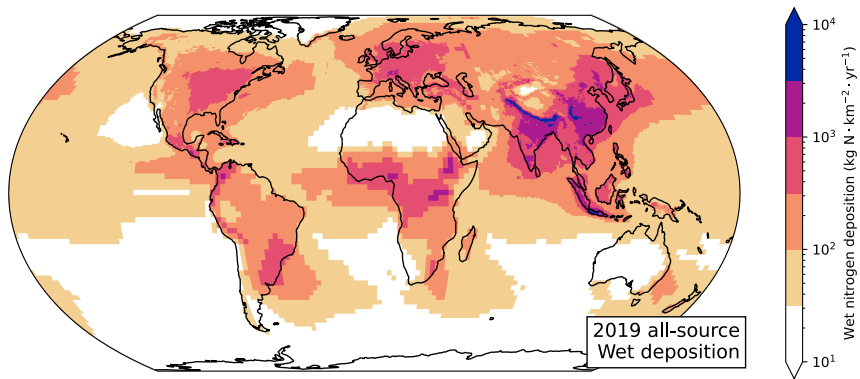 2019 all-source
Wet deposition
10⁴
10³
10²
10¹
Wet nitrogen deposition (kg N·km⁻²·yr⁻¹)